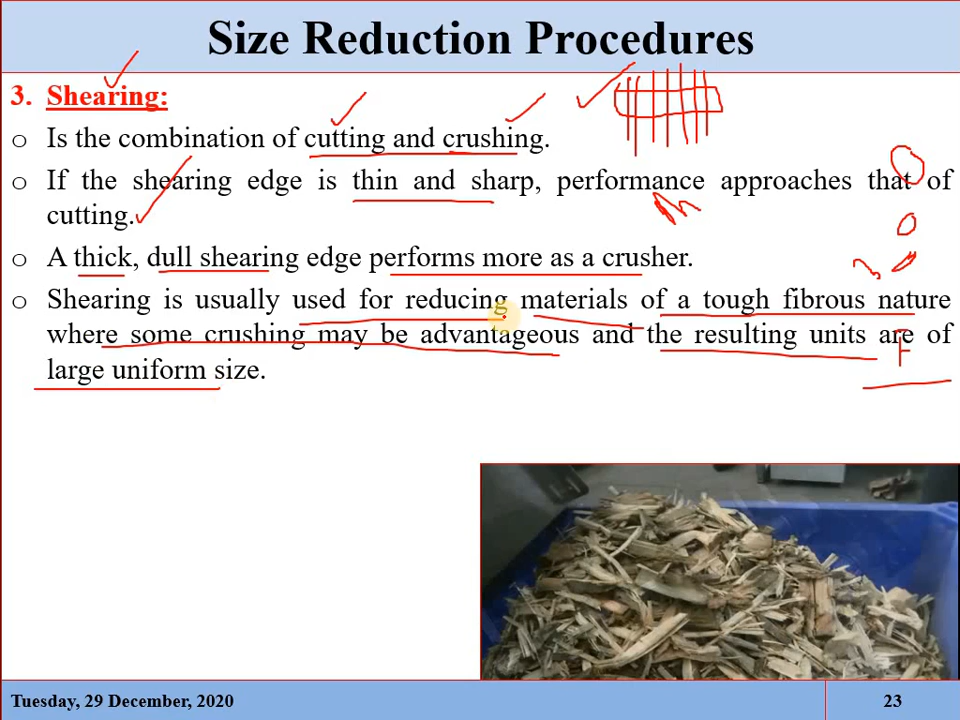 Size Reduction Procedures
3. Shearing:
o Is the combination of cutting and crushing.
o If the shearing edge is thin and sharp, performance approaches that of
cutting.
o A thick, dull shearing edge performs more as a crusher.
o Shearing is usually used for reducing materials of a tough fibrous nature
where some crushing may be advantageous and the resulting units are of
large uniform size.
F
Tuesday, 29 December, 2020
23